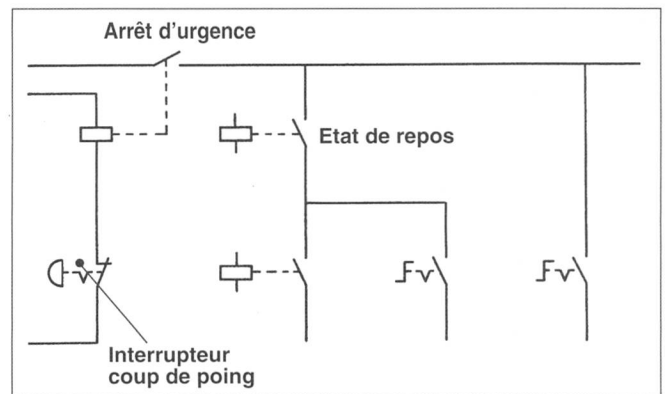 Arrêt d'urgence
Etat de repos
Interrupteur
coup de poing